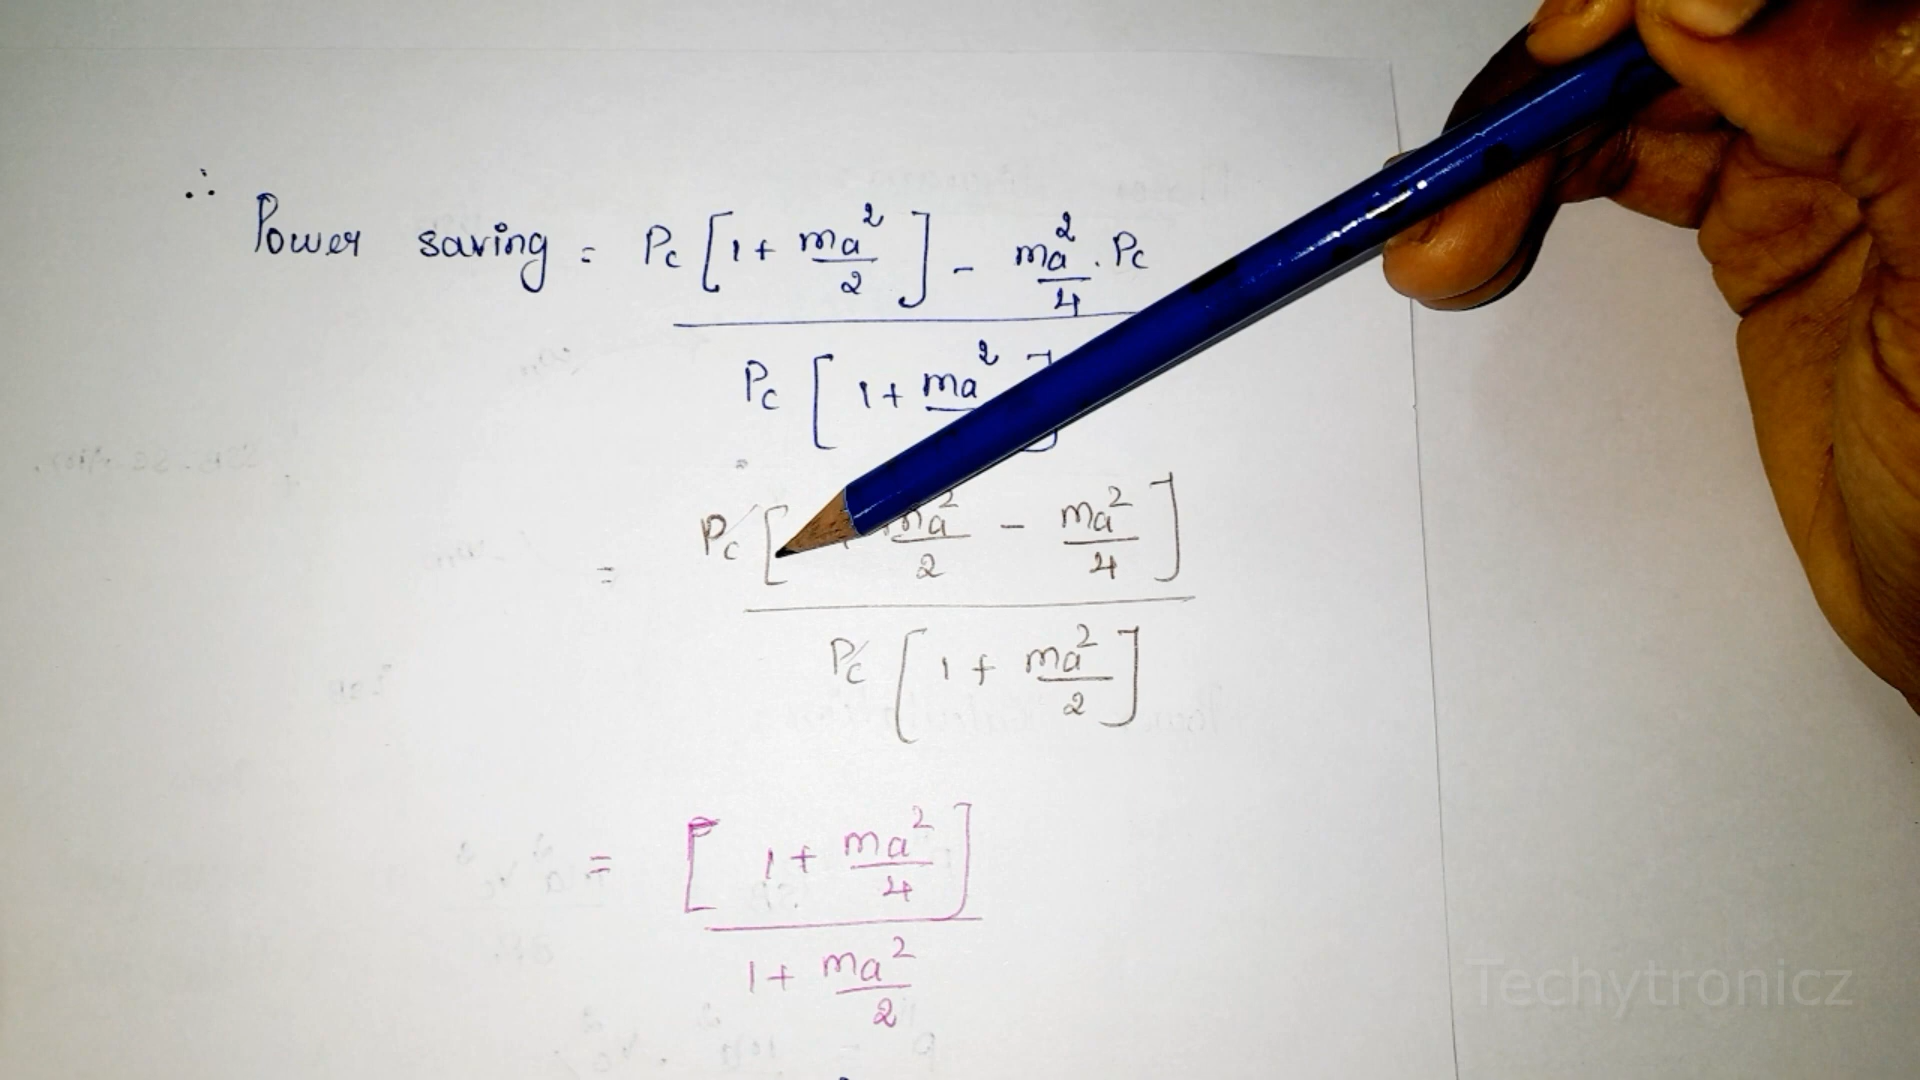 ∴ Power saving = Pc [1 + ma²/2] - ma²/4 . Pc
Pc [1 + ma²
= Pc [ ma²/2 - ma²/4]
Pc [1 + ma²/2]
= [1 + ma²/4]
1 + ma²/2
Techytronicz